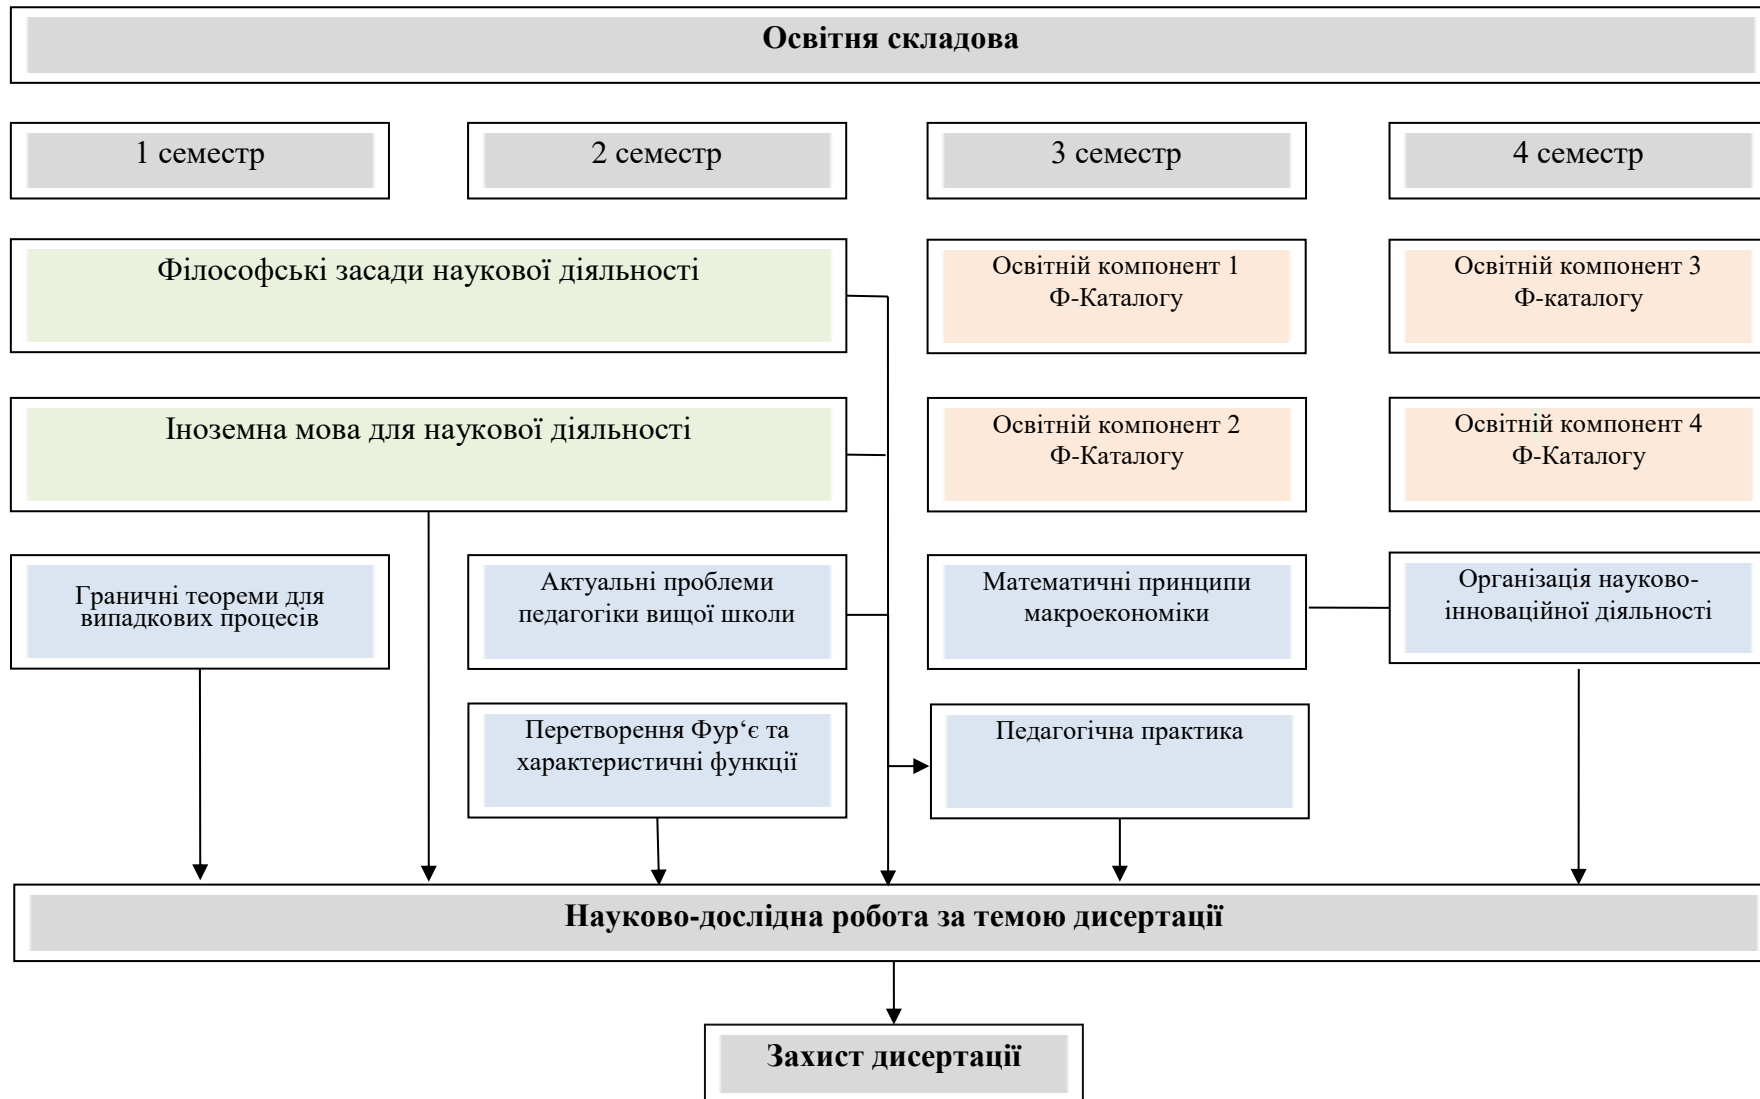 Освітня складова
1 семестр
2 семестр
3 семестр
4 семестр
Філософські засади наукової діяльності
Освітній компонент 1
Ф-Каталогу
Освітній компонент 3
Ф-каталогу
Іноземна мова для наукової діяльності
Освітній компонент 2
Ф-Каталогу
Освітній компонент 4
Ф-Каталогу
Граничні теореми для
випадкових процесів
Актуальні проблеми
педагогіки вищої школи
Математичні принципи
макроекономіки
Організація науково-
інноваційної діяльності
Перетворення Фур‘є та
характеристичні функції
Педагогічна практика
Науково-дослідна робота за темою дисертації
Захист дисертації